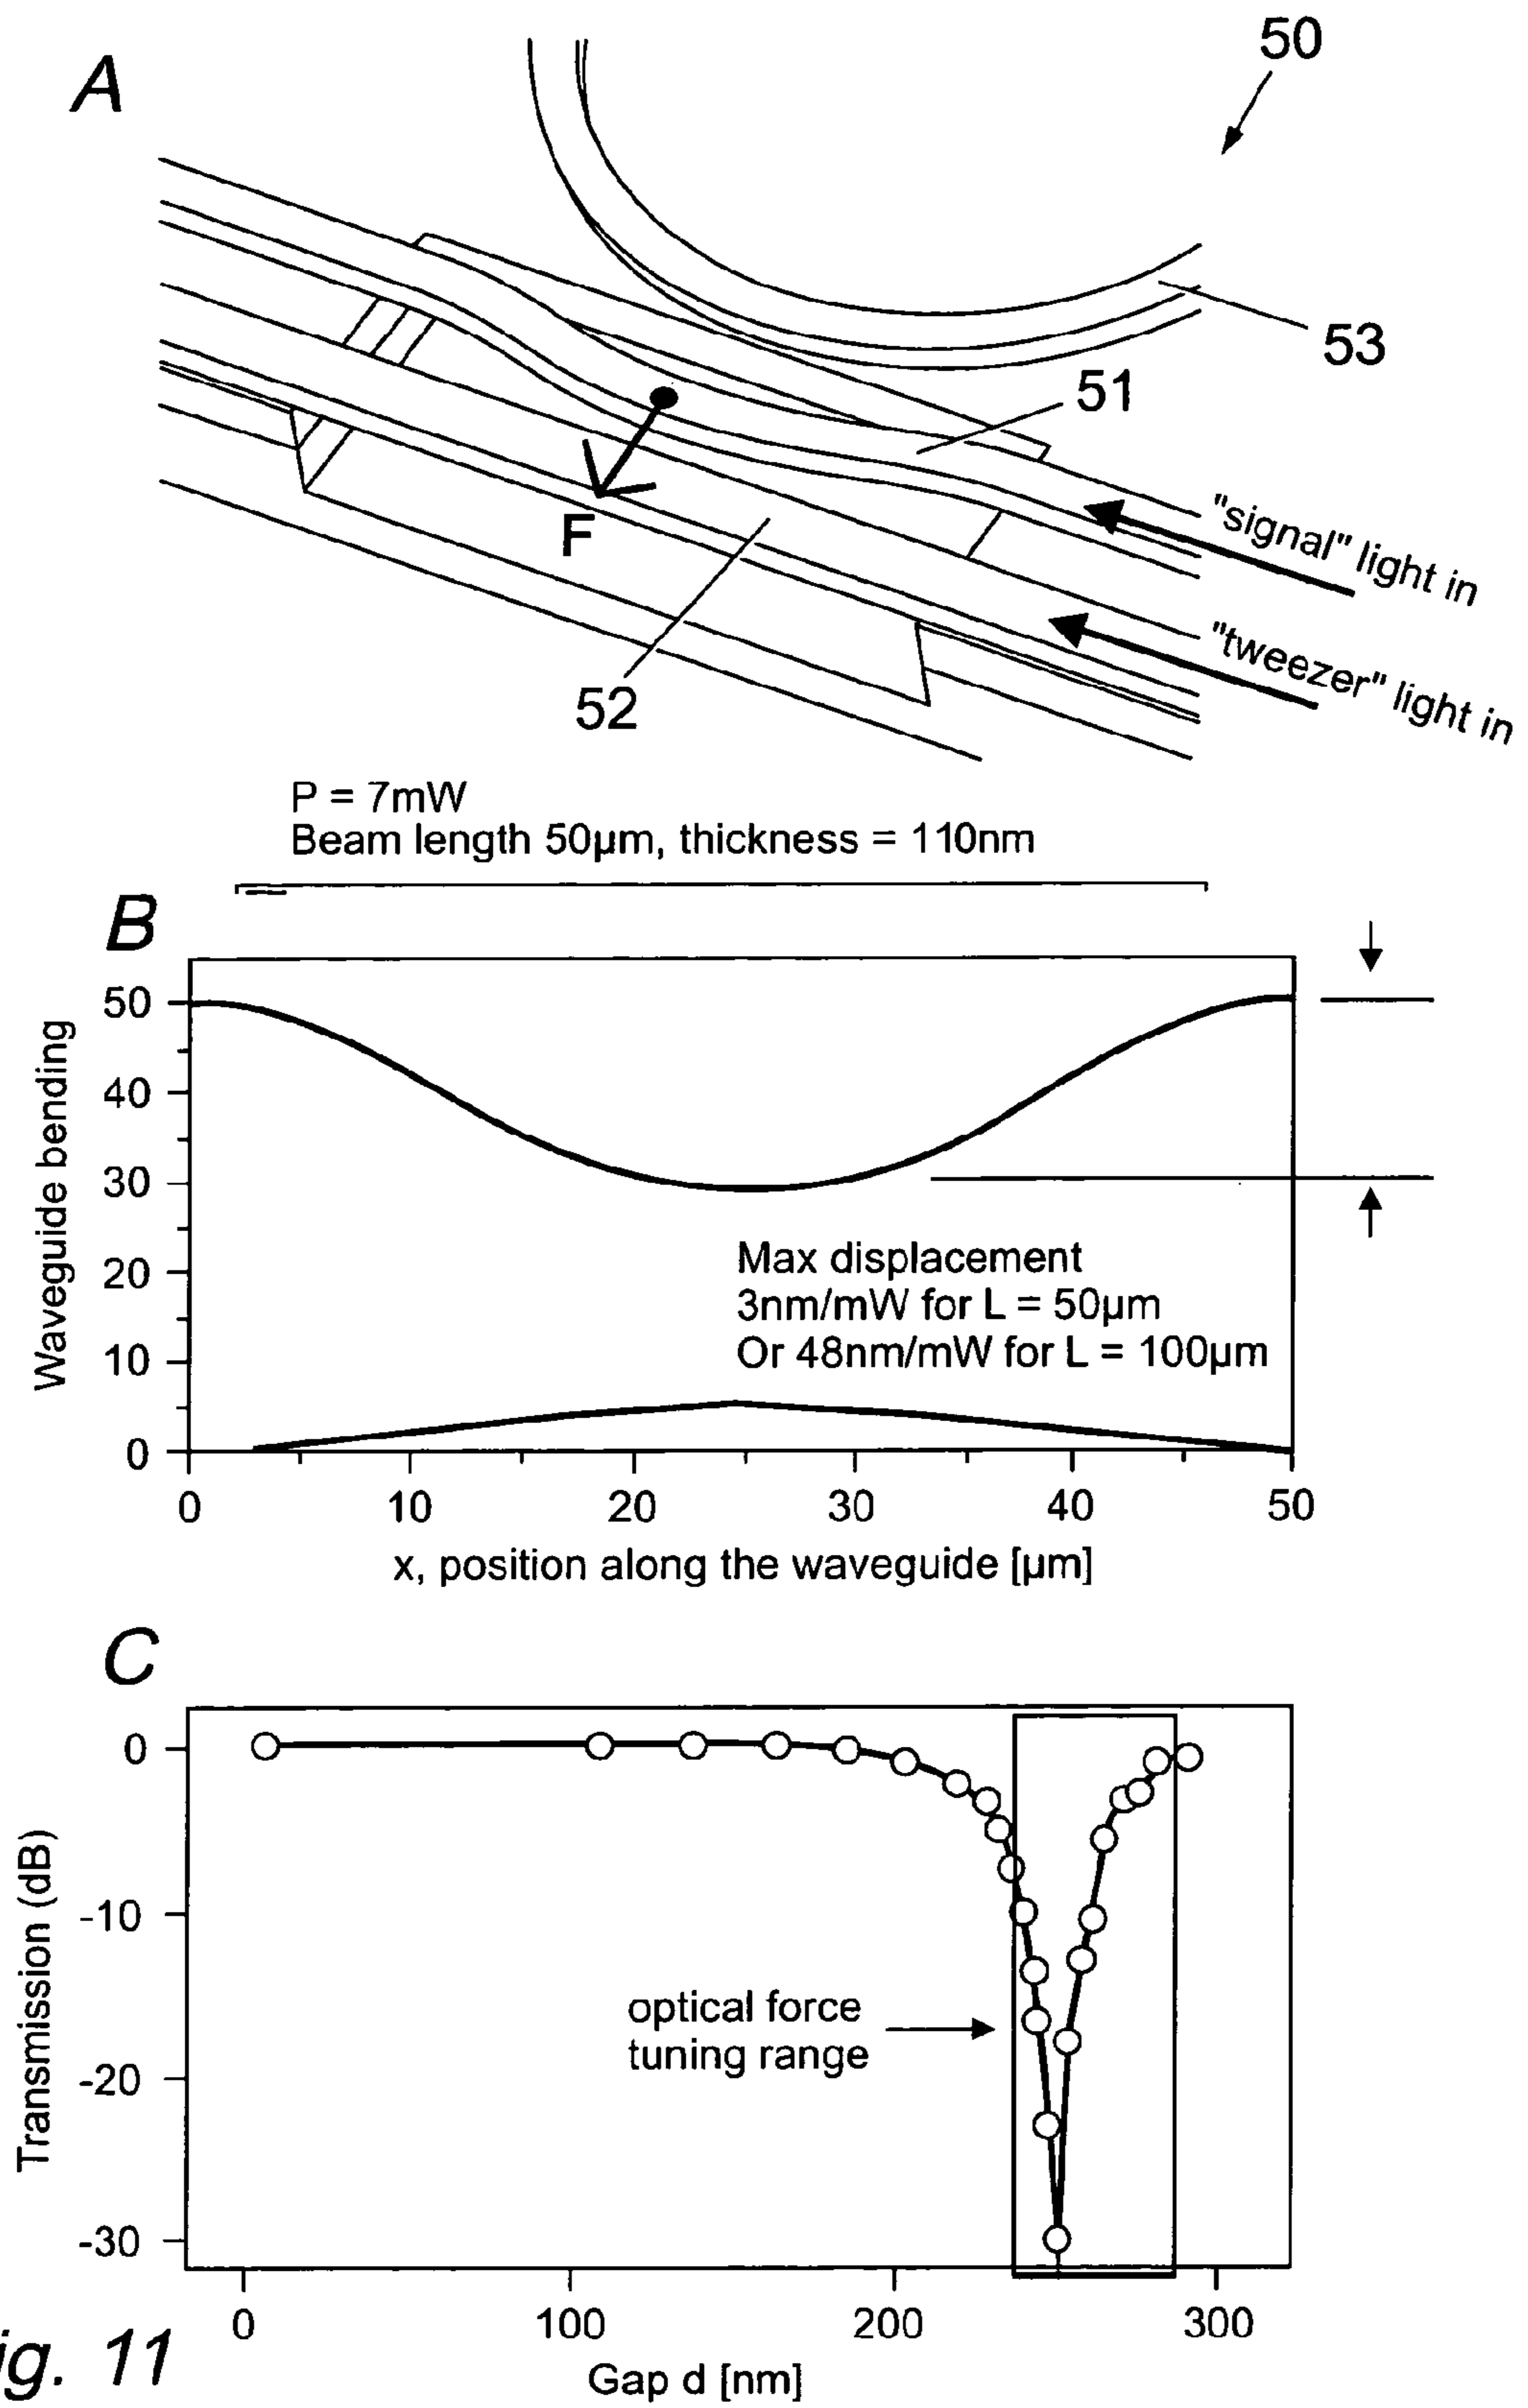 A
50
53
51
"signal" light in
F
"tweezer" light in
52
P = 7mW
Beam length 50µm, thickness = 110nm
B
50
40
30
20
10
0
Waveguide bending
Max displacement
3nm/mW for L = 50µm
Or 48nm/mW for L = 100µm
0 10 20 30 40 50
x, position along the waveguide [µm]
C
0
-10
-20
-30
Transmission (dB)
optical force
tuning range
0 100 200 300
Gap d [nm]
ig. 11